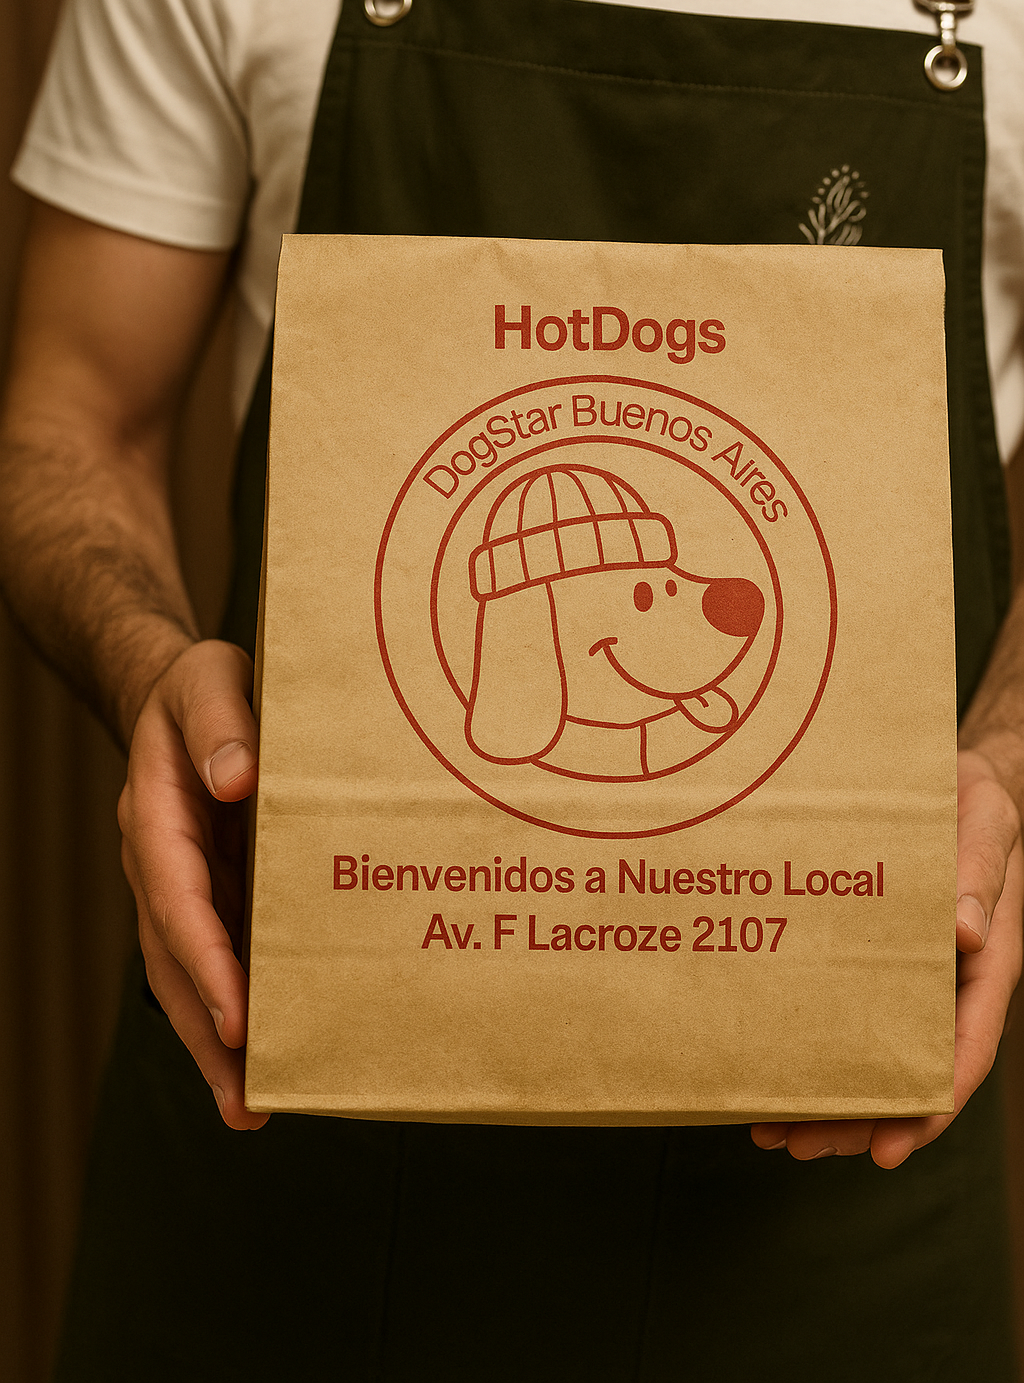 HotDogs
DogStar Buenos Aires
Bienvenidos a Nuestro Local
Av. F Lacroze 2107